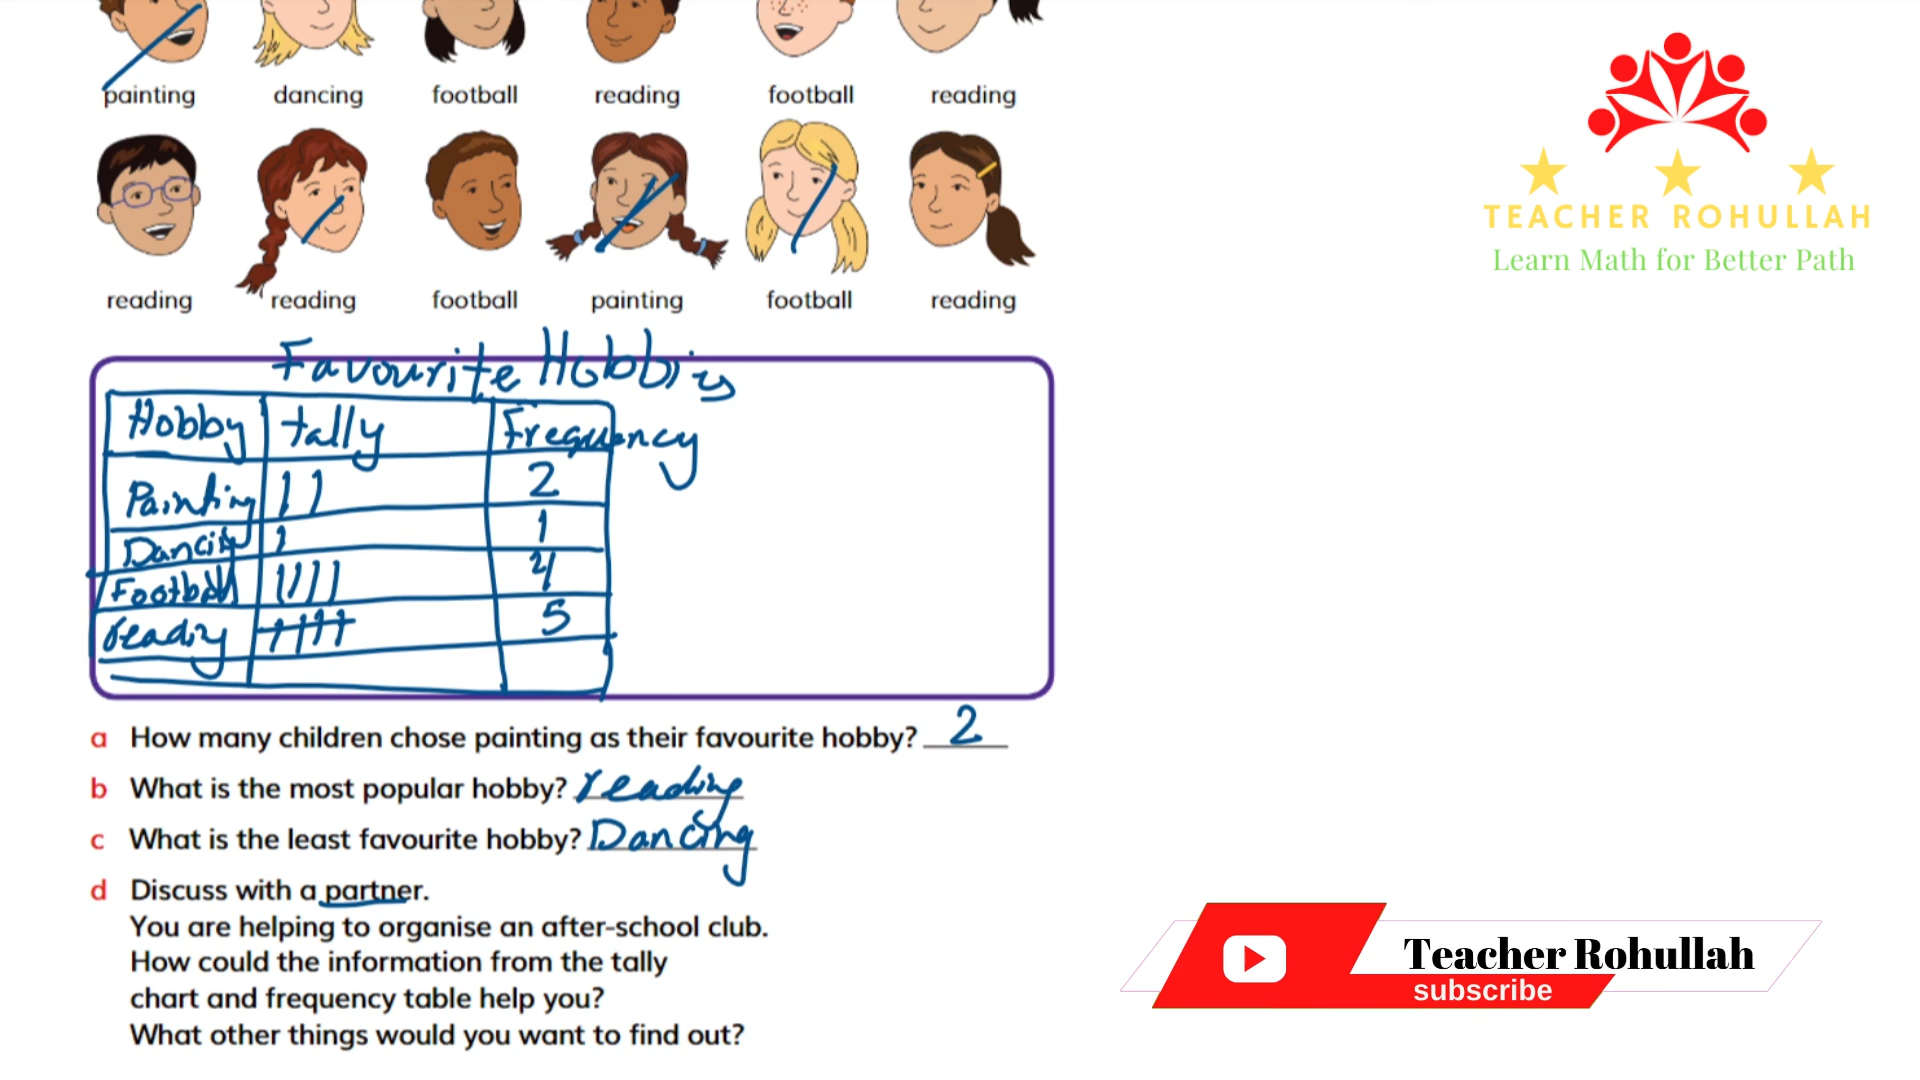 painting dancing football reading football reading
reading reading football painting football reading
TEACHER ROHULLAH
Learn Math for Better Path
Favourite Hobbies
Hobby tally Frequency
Painting 2
Dancing 1
Football 4
reading 5
a How many children chose painting as their favourite hobby? 2
b What is the most popular hobby? reading
c What is the least favourite hobby? Dancing
d Discuss with a partner.
You are helping to organise an after-school club.
How could the information from the tally
chart and frequency table help you?
What other things would you want to find out?
Teacher Rohullah
subscribe